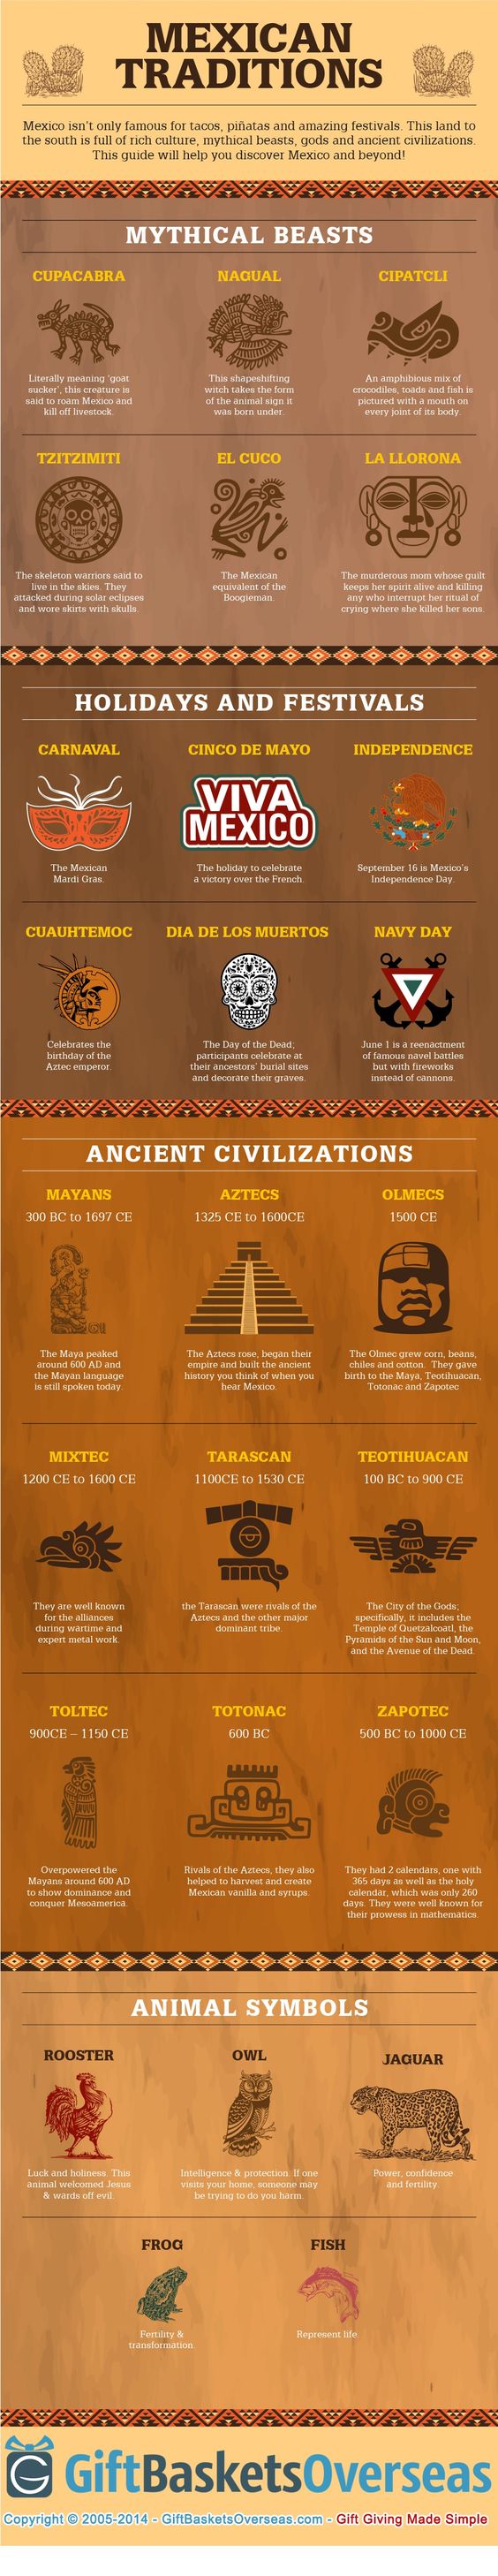 MEXICAN
TRADITIONS
Mexico isn't only famous for tacos, piñatas and amazing festivals. This land to
the south is full of rich culture, mythical beasts, gods and ancient civilizations.
This guide will help you discover Mexico and beyond!
MYTHICAL BEASTS
CUPACABRA
Literally meaning 'goat
sucker', this creature is
said to roam Mexico and
kill off livestock.
NAGUAL
This shapeshifting
witch takes the form
of the animal sign it
was born under.
CIPATCLI
An amphibious mix of
crocodiles, toads and fish is
pictured with a mouth on
every joint of its body.
TZITZIMITI
The skeleton warriors said to
live in the skies. They
attacked during solar eclipses
and wore skirts with skulls.
EL CUCO
The Mexican
equivalent of the
Boogieman.
LA LLORONA
The murderous mom whose guilt
keeps her spirit alive and killing
any who interrupt her ritual of
crying where she killed her sons.
HOLIDAYS AND FESTIVALS
CARNAVAL
The Mexican
Mardi Gras.
CINCO DE MAYO
VIVA
MEXICO
The holiday to celebrate
a victory over the French.
INDEPENDENCE
September 16 is Mexico's
Independence Day.
CUAUHTEMOC
Celebrates the
birthday of the
Aztec emperor.
DIA DE LOS MUERTOS
The Day of the Dead;
participants celebrate at
their ancestors' burial sites
and decorate their graves.
NAVY DAY
June 1 is a reenactment
of famous navel battles
but with fireworks
instead of cannons.
ANCIENT CIVILIZATIONS
MAYANS
300 BC to 1697 CE
The Maya peaked
around 600 AD and
the Mayan language
is still spoken today.
AZTECS
1325 CE to 1600CE
The Aztecs rose, began their
empire and built the ancient
history you think of when you
hear Mexico.
OLMECS
1500 CE
The Olmec grew corn, beans,
chiles and cotton. They gave
birth to the Maya, Teotihuacan,
Totonac and Zapotec
MIXTEC
1200 CE to 1600 CE
They are well known
for the alliances
during wartime and
expert metal work.
TARASCAN
1100CE to 1530 CE
the Tarascan were rivals of the
Aztecs and the other major
dominant tribe.
TEOTIHUACAN
100 BC to 900 CE
The City of the Gods;
specifically, it includes the
Temple of Quetzalcoatl, the
Pyramids of the Sun and Moon,
and the Avenue of the Dead.
TOLTEC
900CE – 1150 CE
Overpowered the
Mayans around 600 AD
to show dominance and
conquer Mesoamerica.
TOTONAC
600 BC
Rivals of the Aztecs, they also
helped to harvest and create
Mexican vanilla and syrups.
ZAPOTEC
500 BC to 1000 CE
They had 2 calendars, one with
365 days as well as the holy
calendar, which was only 260
days. They were well known for
their prowess in mathematics.
ANIMAL SYMBOLS
ROOSTER
Luck and holiness. This
animal welcomed Jesus
& wards off evil.
OWL
Intelligence & protection. If one
visits your home, someone may
be trying to do you harm.
JAGUAR
Power, confidence
and fertility.
FROG
Fertility &
transformation.
FISH
Represent life.
G GiftBasketsOverseas
Copyright © 2005-2014 - GiftBasketsOverseas.com - Gift Giving Made Simple